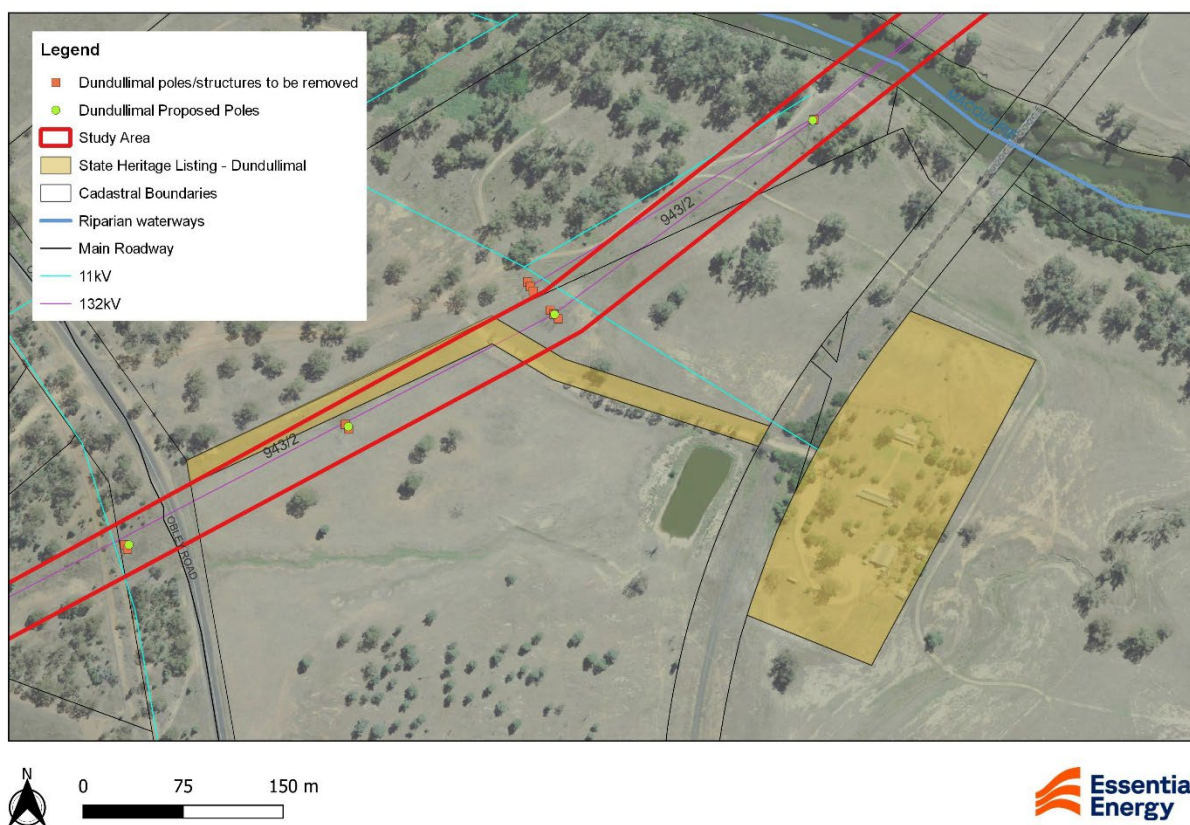 Legend
Dundullimal poles/structures to be removed
Dundullimal Proposed Poles
Study Area
State Heritage Listing - Dundullimal
Cadastral Boundaries
Riparian waterways
Main Roadway
11kV
132kV
943/2
943/2
OBLEY ROAD
N
0 75 150 m
Essential
Energy